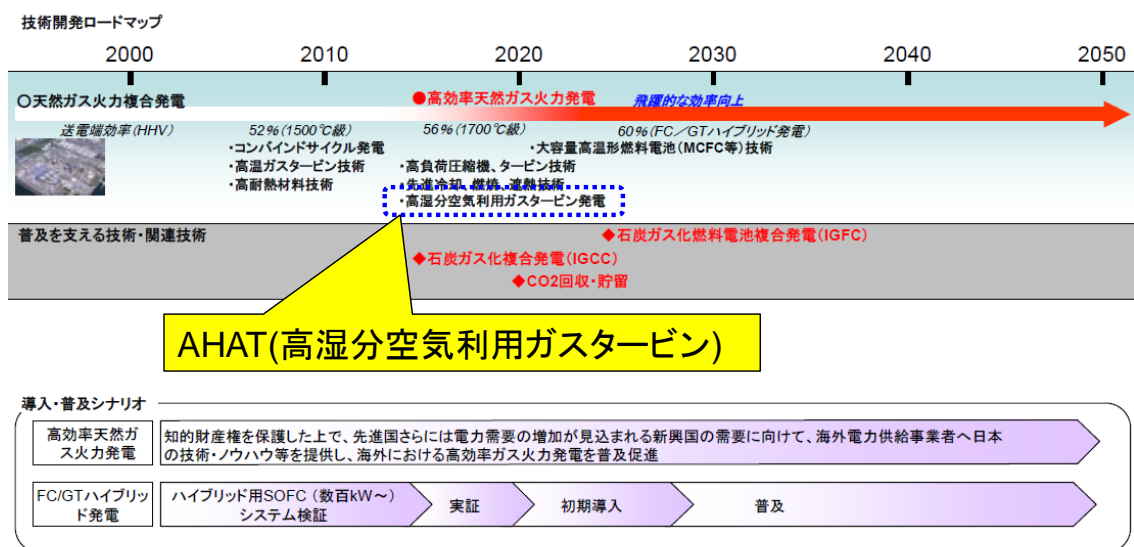 技術開発ロードマップ
2000 2010 2020 2030 2040 2050
○天然ガス火力複合発電
●高効率天然ガス火力発電
飛躍的な効率向上
送電端効率(HHV) 52%(1500℃級) 56%(1700℃級) 60%(FC／GTハイブリッド発電)
・コンバインドサイクル発電
・高温ガスタービン技術
・高耐熱材料技術
・高負荷圧縮機、タービン技術
・先進冷却、燃焼、遮熱技術
・高湿分空気利用ガスタービン発電
・大容量高温形燃料電池(MCFC等)技術
普及を支える技術・関連技術
◆石炭ガス化燃料電池複合発電(IGFC)
◆石炭ガス化複合発電(IGCC)
◆CO2回収・貯留
AHAT(高湿分空気利用ガスタービン)
導入・普及シナリオ
高効率天然ガ
ス火力発電
知的財産権を保護した上で、先進国さらには電力需要の増加が見込まれる新興国の需要に向けて、海外電力供給事業者へ日本
の技術・ノウハウ等を提供し、海外における高効率ガス火力発電を普及促進
FC/GTハイブリッ
ド発電
ハイブリッド用SOFC（数百kW～）
システム検証
実証
初期導入
普及